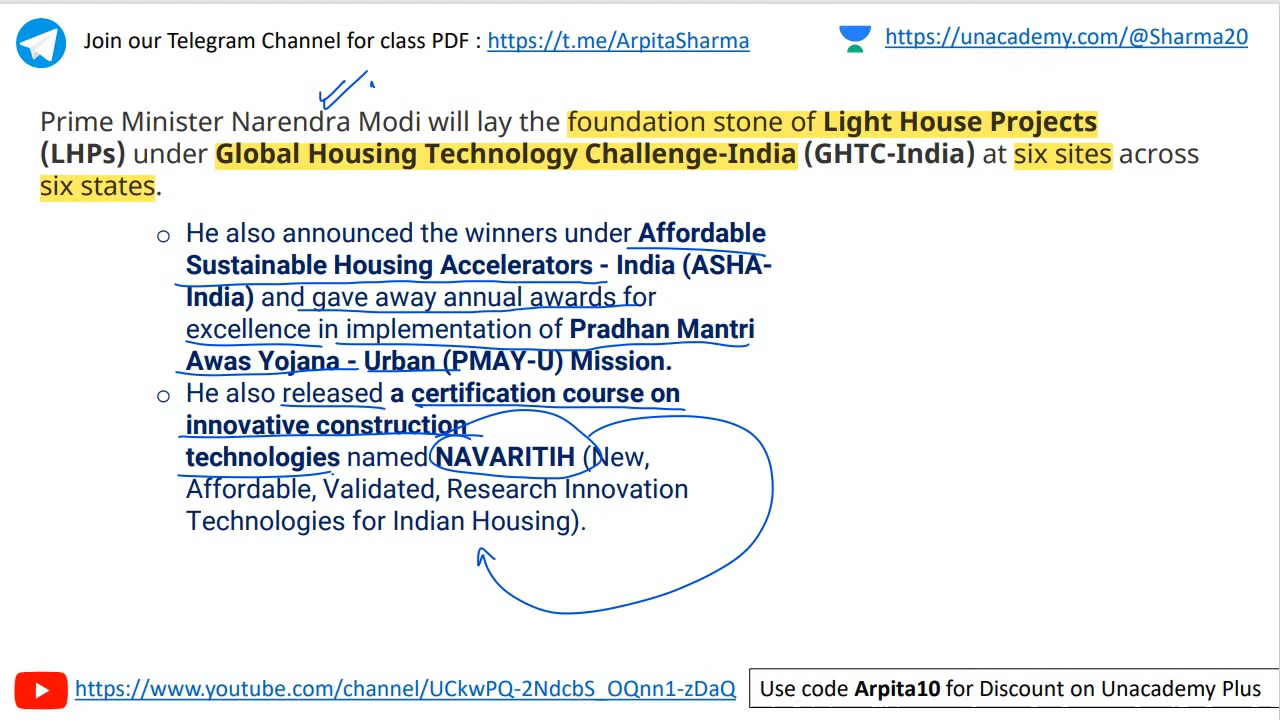 Join our Telegram Channel for class PDF : https://t.me/ArpitaSharma
https://unacademy.com/@Sharma20
Prime Minister Narendra Modi will lay the foundation stone of Light House Projects
(LHPs) under Global Housing Technology Challenge-India (GHTC-India) at six sites across
six states.
o He also announced the winners under Affordable
Sustainable Housing Accelerators - India (ASHA-
India) and gave away annual awards for
excellence in implementation of Pradhan Mantri
Awas Yojana - Urban (PMAY-U) Mission.
o He also released a certification course on
innovative construction
technologies named NAVARITIH (New,
Affordable, Validated, Research Innovation
Technologies for Indian Housing).
https://www.youtube.com/channel/UCkwPQ-2NdcbS_OQnn1-zDaQ
Use code Arpita10 for Discount on Unacademy Plus